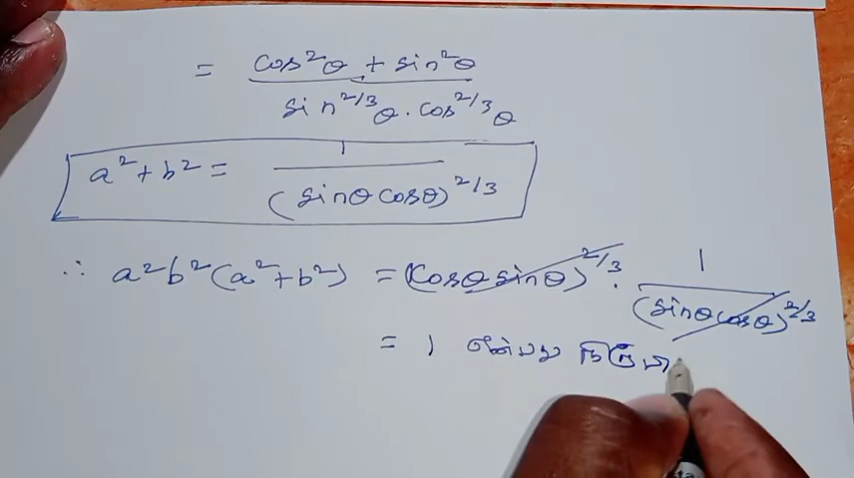 = cos²θ + sin²θ / sin^2/3 θ . cos^2/3 θ
a² + b² = 1 / (sinθ cosθ)^2/3
∴ a²b²(a²+b²) = (cosθ sinθ)^2/3 . 1 / (sinθ cosθ)^2/3
= 1 என்பது